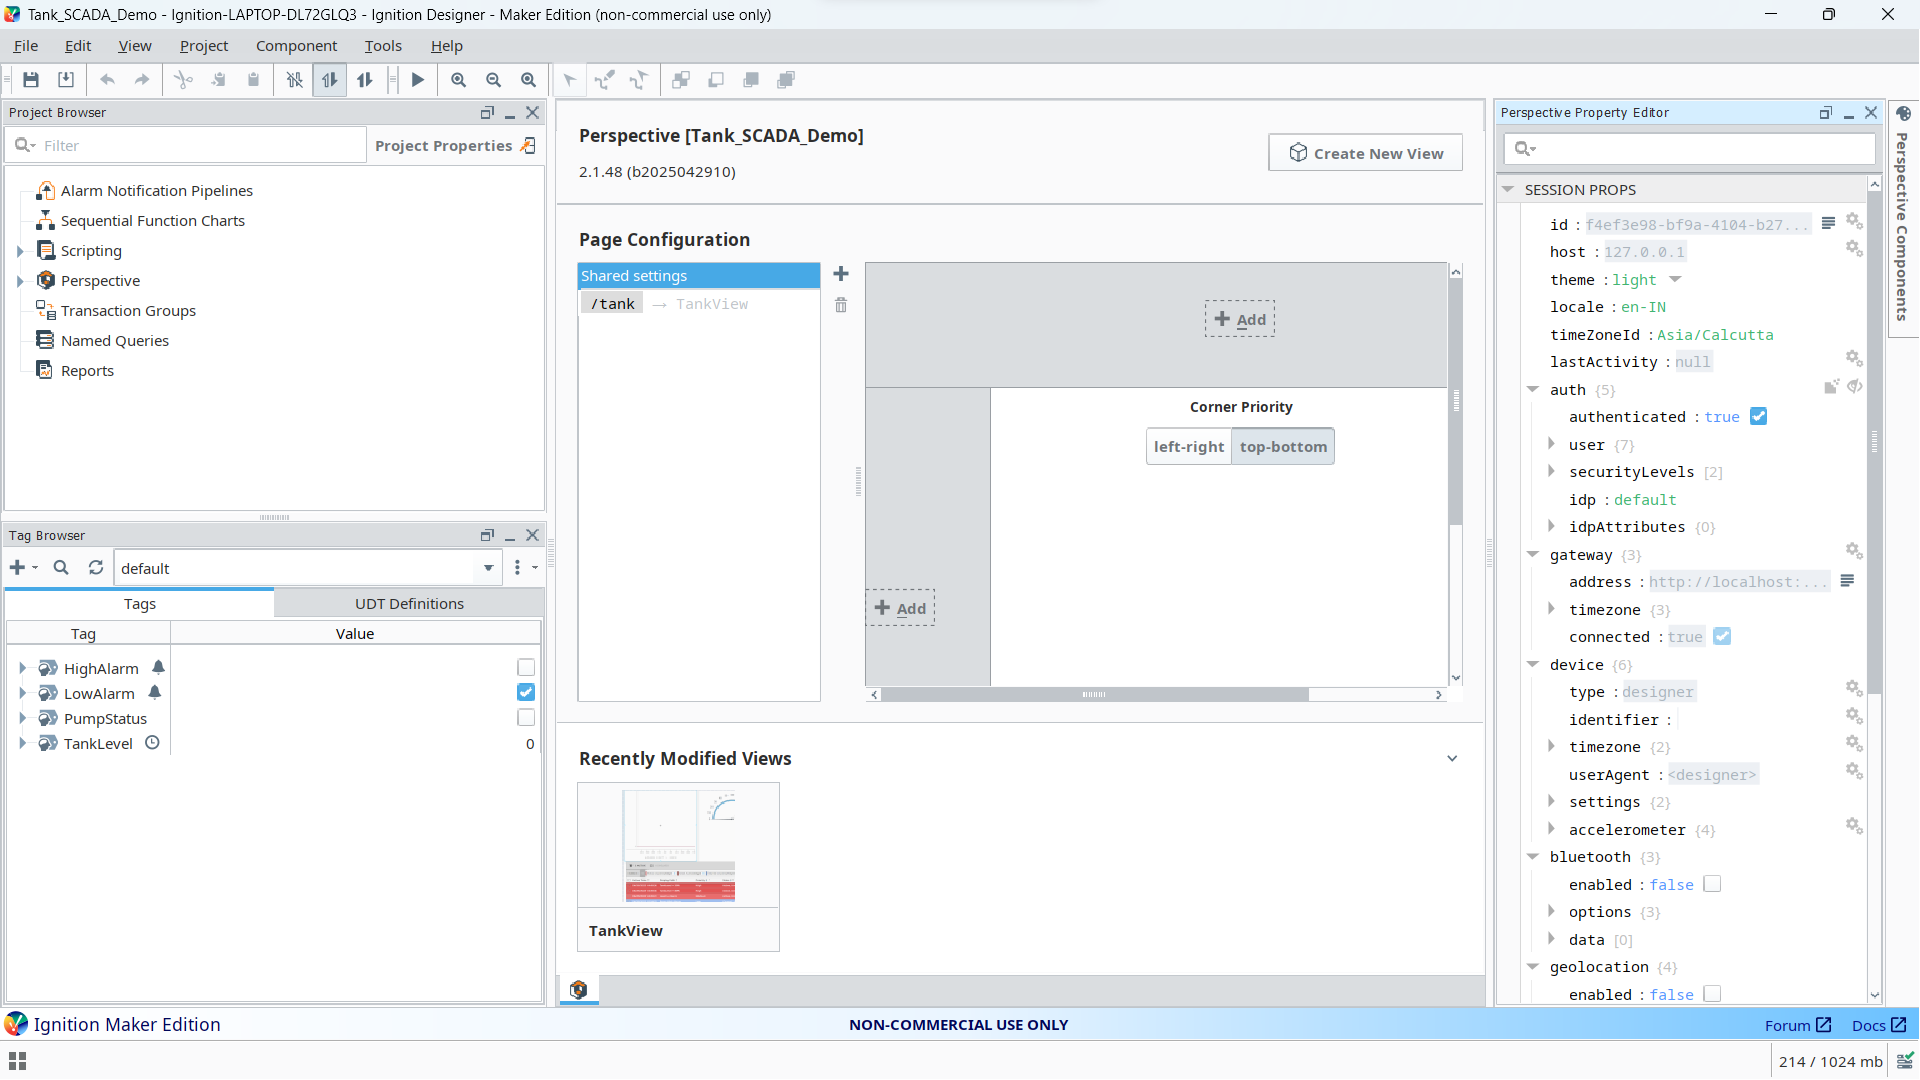 Tank_SCADA_Demo - Ignition-LAPTOP-DL72GLQ3 - Ignition Designer - Maker Edition (non-commercial use only)
File Edit View Project Component Tools Help
Project Browser
Filter
Project Properties
Alarm Notification Pipelines
Sequential Function Charts
Scripting
Perspective
Transaction Groups
Named Queries
Reports
Tag Browser
default
Tags UDT Definitions
Tag Value
HighAlarm
LowAlarm
PumpStatus
TankLevel 0
Perspective [Tank_SCADA_Demo]
2.1.48 (b2025042910)
Create New View
Page Configuration
Shared settings
/tank → TankView
Add
Corner Priority
left-right top-bottom
Add
Recently Modified Views
TankView
Perspective Property Editor
SESSION PROPS
id : f4ef3e98-bf9a-4104-b27...
host : 127.0.0.1
theme : light
locale : en-IN
timeZoneId : Asia/Calcutta
lastActivity : null
auth {5}
authenticated : true
user {7}
securityLevels [2]
idp : default
idpAttributes {0}
gateway {3}
address : http://localhost:...
timezone {3}
connected : true
device {6}
type : designer
identifier :
timezone {2}
userAgent : <designer>
settings {2}
accelerometer {4}
bluetooth {3}
enabled : false
options {3}
data [0]
geolocation {4}
enabled : false
Perspective Components
Ignition Maker Edition
NON-COMMERCIAL USE ONLY
Forum Docs
214 / 1024 mb